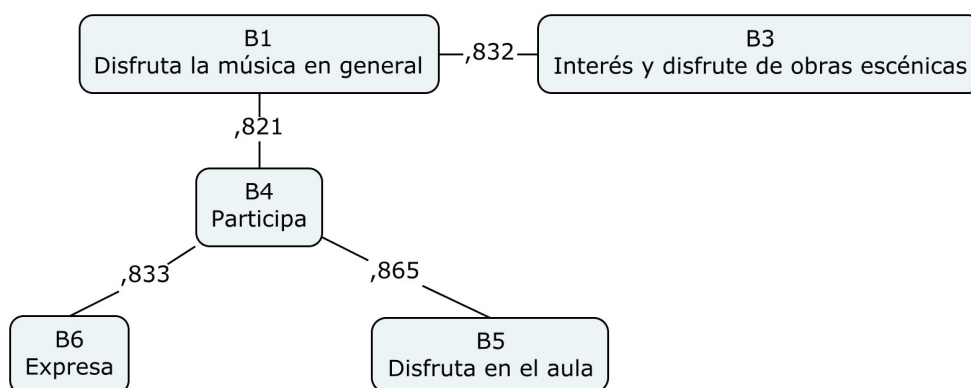 B1
Disfruta la música en general
,832
B3
Interés y disfrute de obras escénicas
,821
B4
Participa
,833
,865
B6
Expresa
B5
Disfruta en el aula